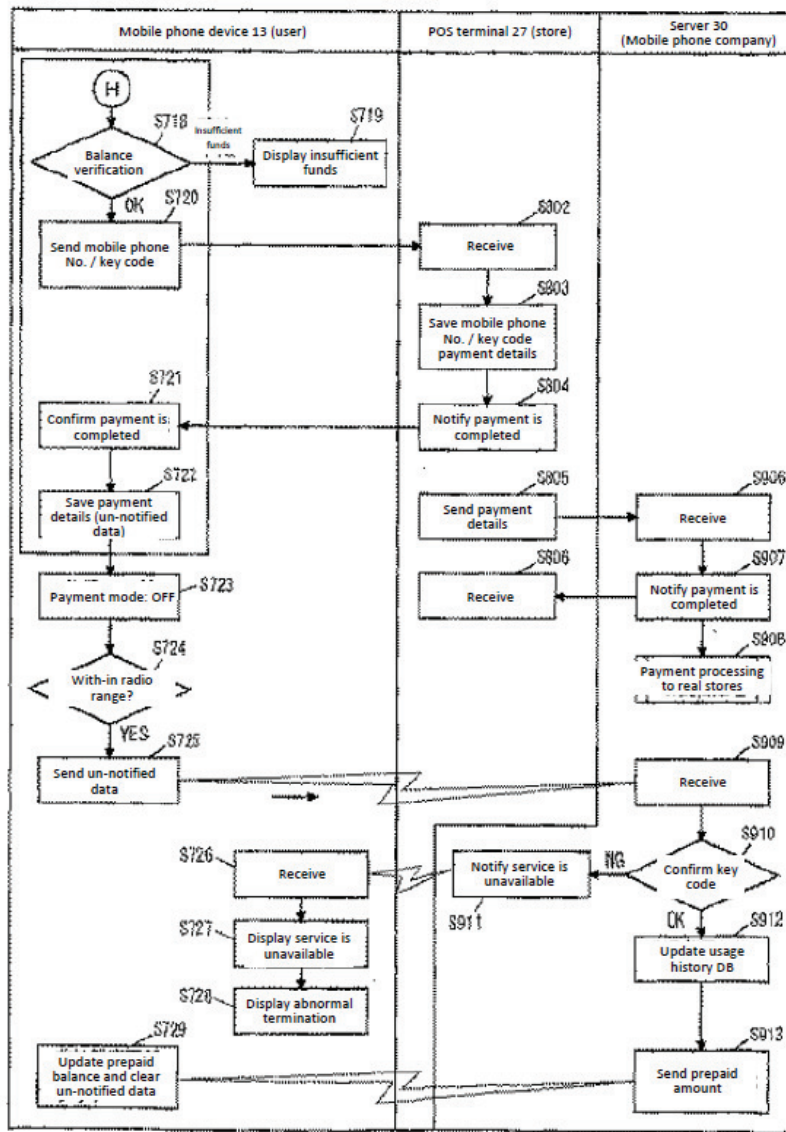 Mobile phone device 13 (user)
POS terminal 27 (store)
Server 30
(Mobile phone company)
H
S718
Insufficient
funds
S719
Balance
verification
Display insufficient
funds
OK
S720
S802
Send mobile phone
No. / key code
Receive
S803
Save mobile phone
No. / key code
payment details
S721
S804
Confirm payment is
completed
Notify payment is
completed
S722
S805
S906
Save payment
details (un-notified
data)
Send payment
details
Receive
S723
S806
S907
Payment mode: OFF
Receive
Notify payment is
completed
S724
S908
With-in radio
range?
Payment processing
to real stores
YES
S725
S909
Send un-notified
data
Receive
S726
S910
Receive
Notify service is
unavailable
NG
Confirm key
code
S911
S727
OK
S912
Display service is
unavailable
Update usage
history DB
S728
Display abnormal
termination
S729
S913
Update prepaid
balance and clear
un-notified data
Send prepaid
amount